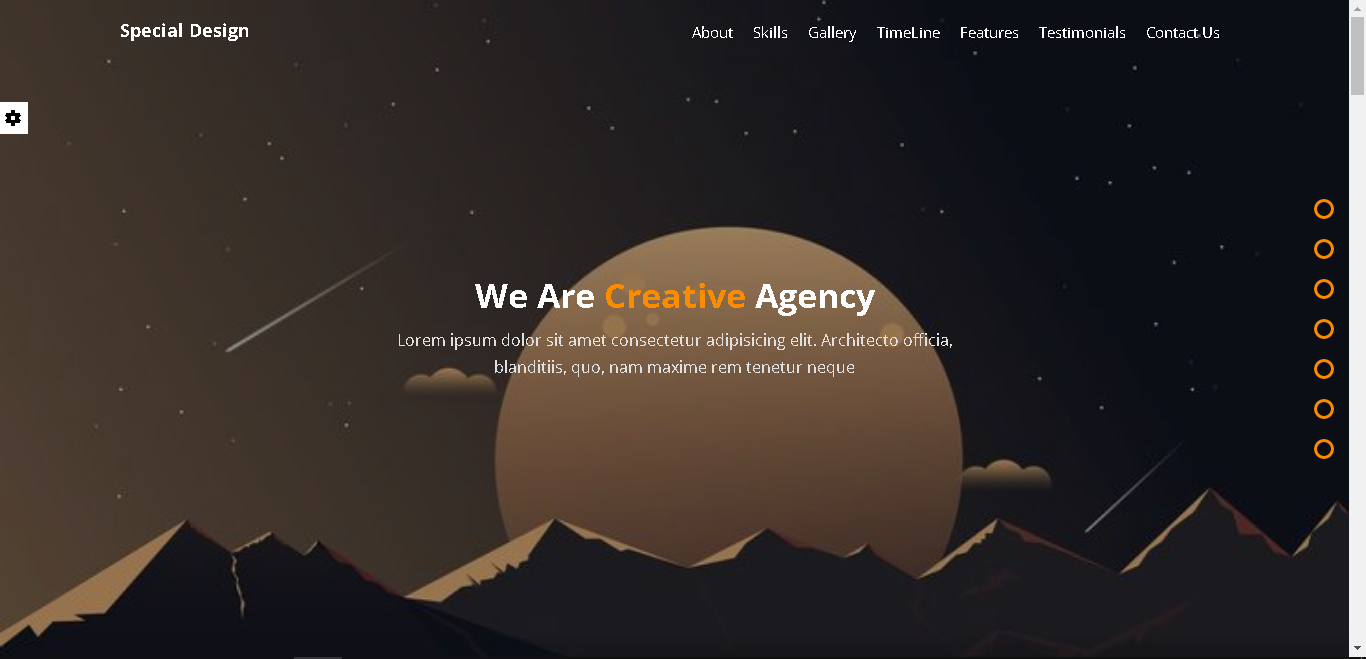 Special Design
About Skills Gallery TimeLine Features Testimonials Contact Us
We Are Creative Agency
Lorem ipsum dolor sit amet consectetur adipisicing elit. Architecto officia,
blanditiis, quo, nam maxime rem tenetur neque